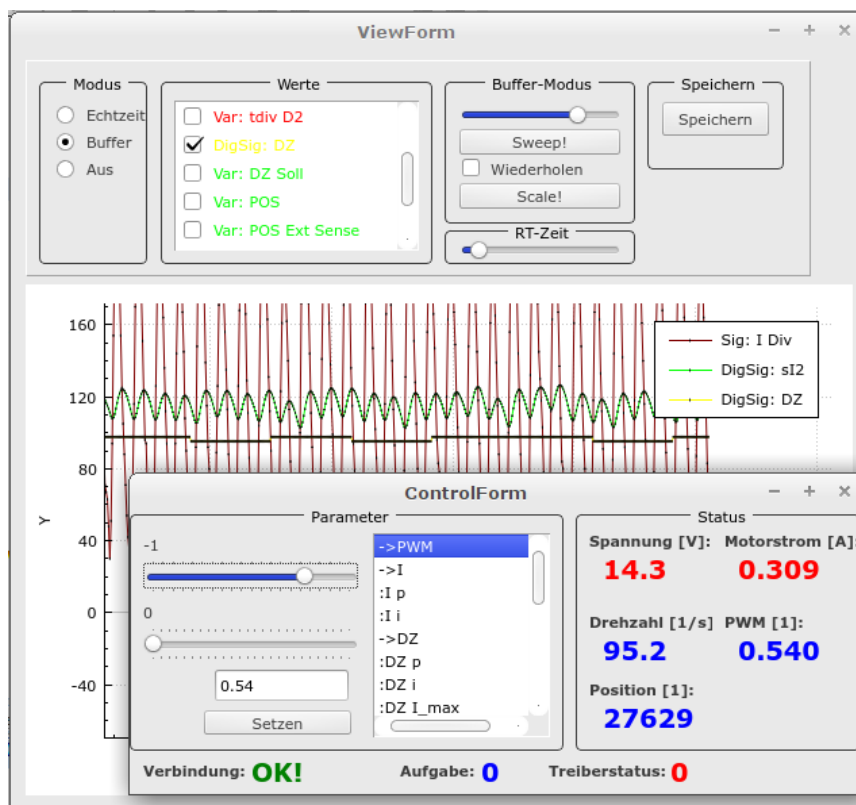 ViewForm
Modus
Echtzeit
Buffer
Aus
Werte
Var: tdiv D2
DigSig: DZ
Var: DZ Soll
Var: POS
Var: POS Ext Sense
Buffer-Modus
Sweep!
Wiederholen
Scale!
RT-Zeit
Speichern
Speichern
160
120
80
40
0
-40
Y
Sig: I Div
DigSig: sI2
DigSig: DZ
ControlForm
Parameter
-1
0
0.54
Setzen
->PWM
->I
:I p
:I i
->DZ
:DZ p
:DZ i
:DZ I_max
Status
Spannung [V]: Motorstrom [A]:
14.3 0.309
Drehzahl [1/s] PWM [1]:
95.2 0.540
Position [1]:
27629
Verbindung: OK! Aufgabe: 0 Treiberstatus: 0